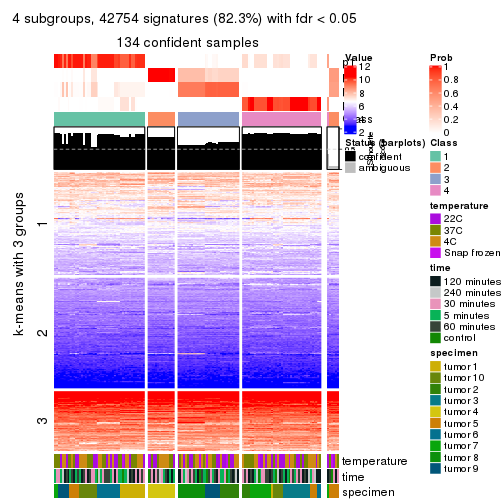 4 subgroups, 42754 signatures (82.3%) with fdr < 0.05
134 confident samples
k-means with 3 groups
1
2
3
Value
12
10
8
6
4
2
Status (barplots)
confident
ambiguous
Prob
1
0.8
0.6
0.4
0.2
0
Class
1
2
3
4
temperature
22C
37C
4C
Snap frozen
time
120 minutes
240 minutes
30 minutes
5 minutes
60 minutes
control
specimen
tumor 1
tumor 10
tumor 2
tumor 3
tumor 4
tumor 5
tumor 6
tumor 7
tumor 8
tumor 9
temperature
time
specimen